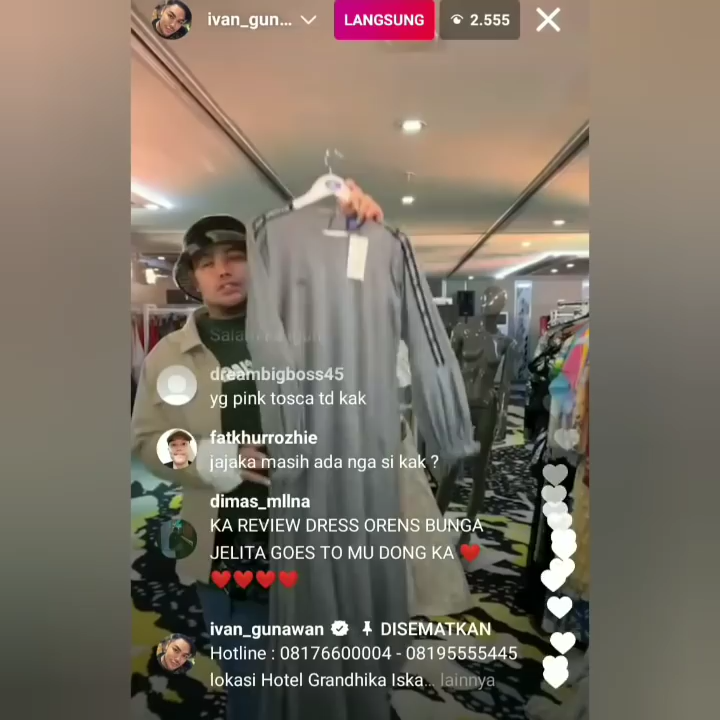 ivan_gun...
LANGSUNG
2.555
dreambigboss45
yg pink tosca td kak
fatkhurrozhie
jajaka masih ada nga si kak ?
dimas_mllna
KA REVIEW DRESS ORENS BUNGA
JELITA GOES TO MU DONG KA ❤️
❤️❤️❤️❤️
ivan_gunawan DISEMATKAN
Hotline : 08176600004 - 08195555445
lokasi Hotel Grandhika Iska... lainnya